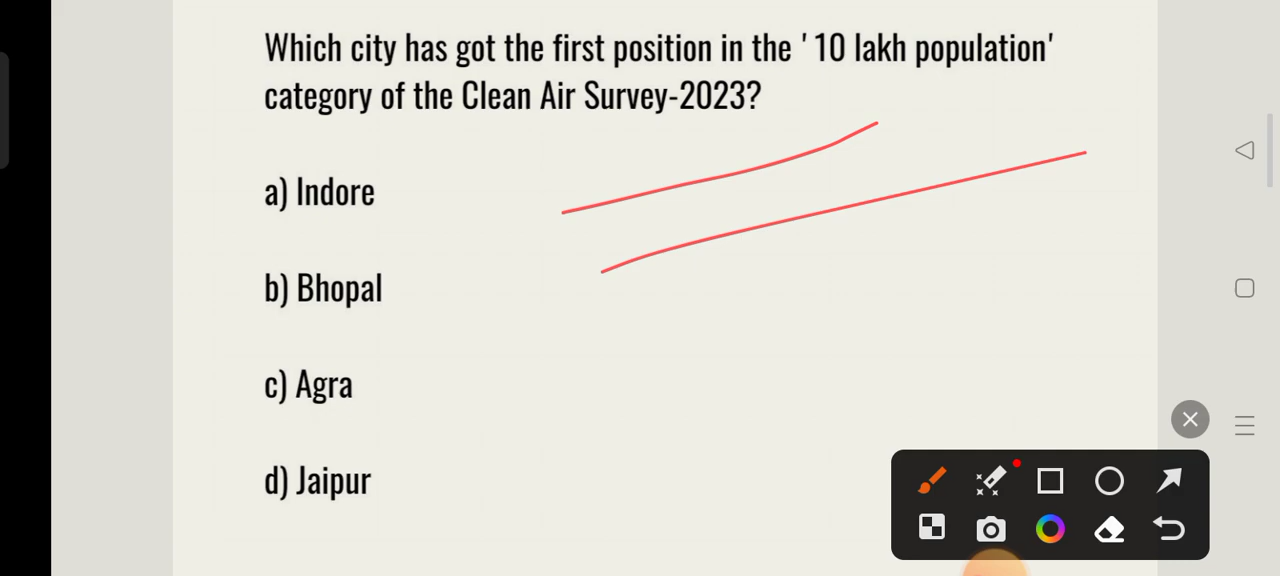 Which city has got the first position in the '10 lakh population'
category of the Clean Air Survey-2023?
a) Indore
b) Bhopal
c) Agra
d) Jaipur